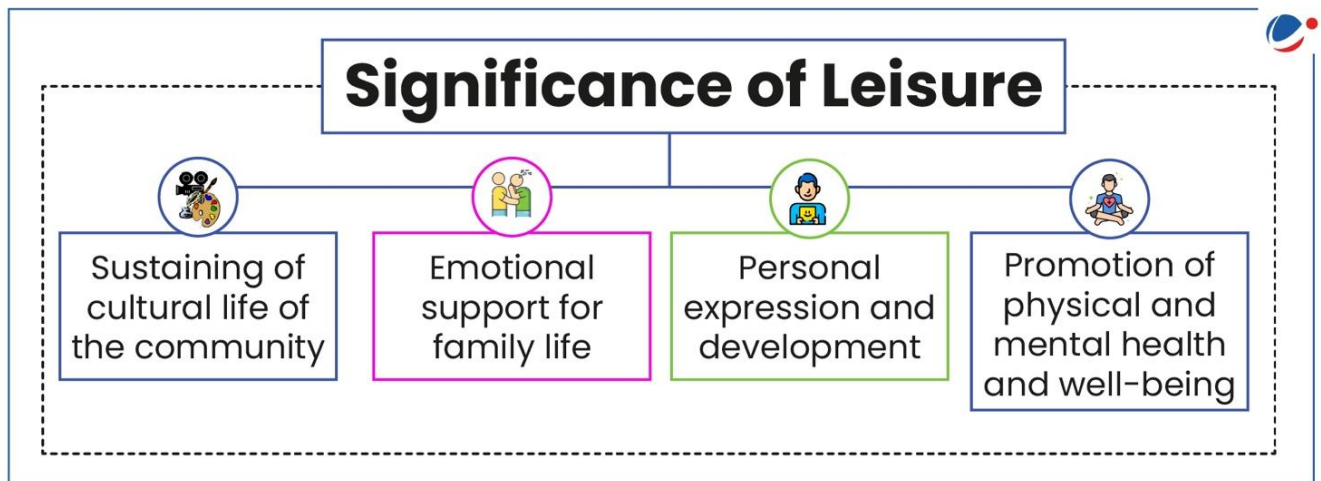 Significance of Leisure
Sustaining of
cultural life of
the community
Emotional
support for
family life
Personal
expression and
development
Promotion of
physical and
mental health
and well-being